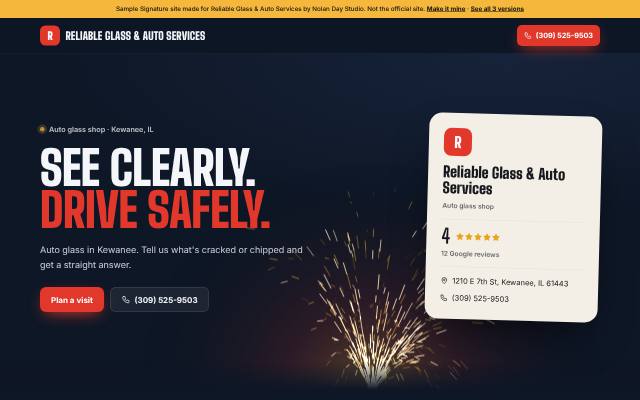 Sample Signature site made for Reliable Glass & Auto Services by Nolan Day Studio. Not the official site. Make it mine · See all 3 versions
R RELIABLE GLASS & AUTO SERVICES
(309) 525-9503
Auto glass shop · Kewanee, IL
SEE CLEARLY.
DRIVE SAFELY.
Auto glass in Kewanee. Tell us what's cracked or chipped and
get a straight answer.
Plan a visit
(309) 525-9503
R
Reliable Glass & Auto
Services
Auto glass shop
4
12 Google reviews
1210 E 7th St, Kewanee, IL 61443
(309) 525-9503